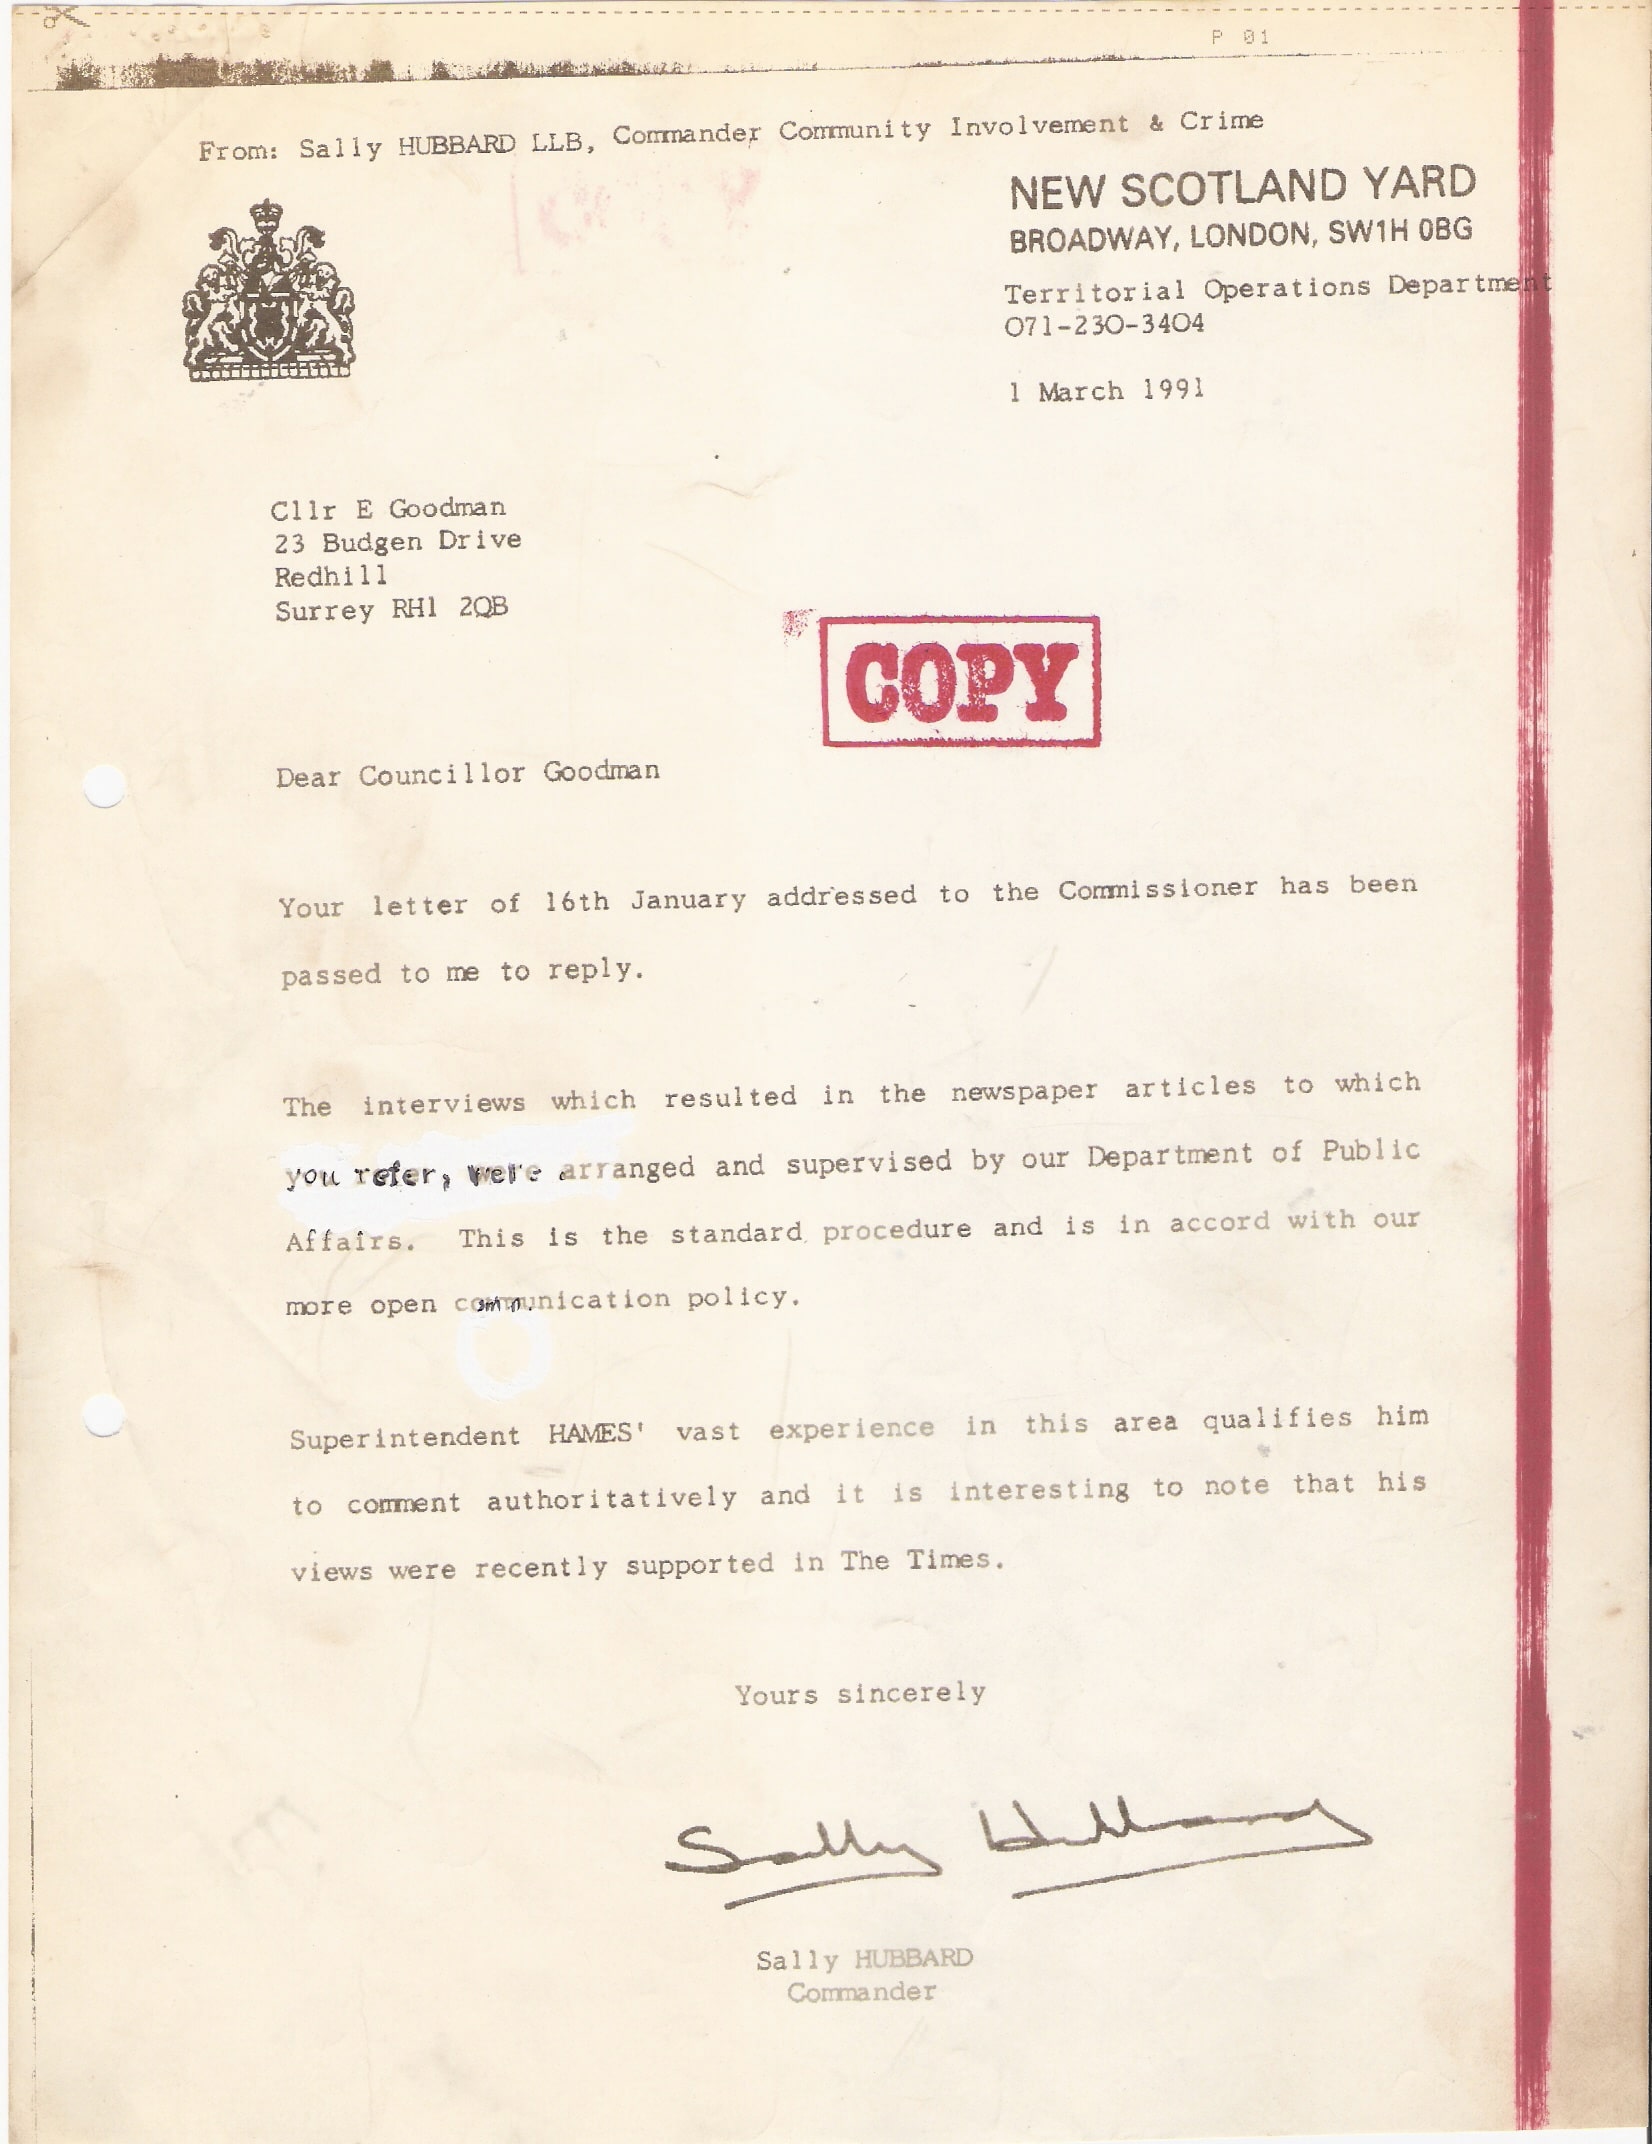 P 01
From: Sally HUBBARD LLB, Commander Community Involvement & Crime
NEW SCOTLAND YARD
BROADWAY, LONDON, SW1H 0BG
Territorial Operations Department
071-230-3404
1 March 1991
Cllr E Goodman
23 Budgen Drive
Redhill
Surrey RH1 2QB
COPY
Dear Councillor Goodman
Your letter of 16th January addressed to the Commissioner has been
passed to me to reply.
The interviews which resulted in the newspaper articles to which
you refer, were arranged and supervised by our Department of Public
Affairs. This is the standard procedure and is in accord with our
more open communication policy.
Superintendent HAMES' vast experience in this area qualifies him
to comment authoritatively and it is interesting to note that his
views were recently supported in The Times.
Yours sincerely
Sally Hubbard
Sally HUBBARD
Commander